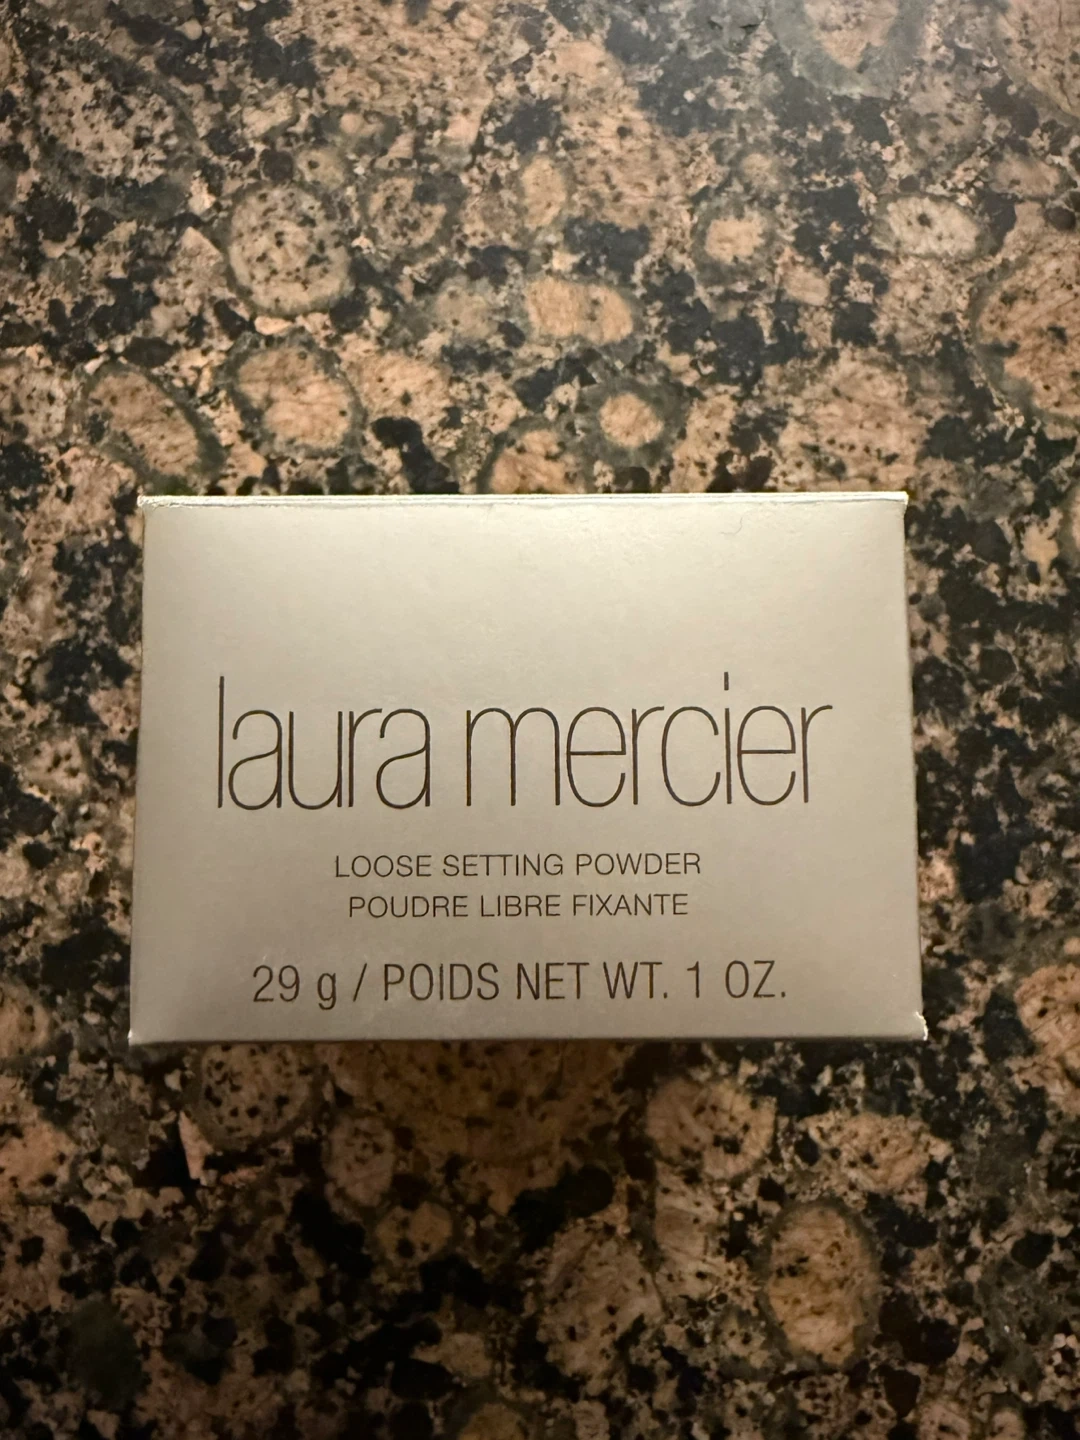 laura mercier
LOOSE SETTING POWDER
POUDRE LIBRE FIXANTE
29 g / POIDS NET WT. 1 OZ.